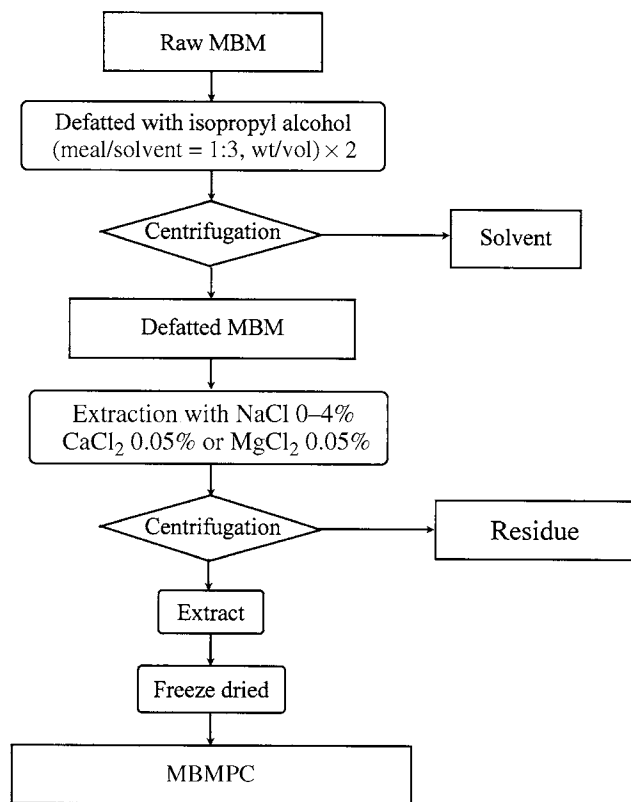 Raw MBM
Defatted with isopropyl alcohol
(meal/solvent = 1:3, wt/vol) × 2
Centrifugation
Solvent
Defatted MBM
Extraction with NaCl 0–4%
CaCl₂ 0.05% or MgCl₂ 0.05%
Centrifugation
Residue
Extract
Freeze dried
MBMPC